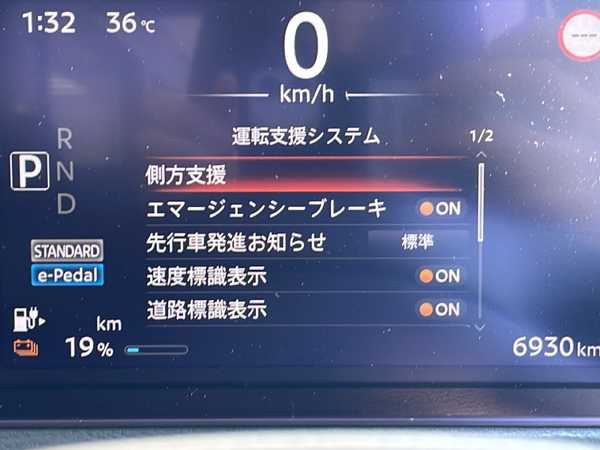 1:32 36℃
0
km/h
---
運転支援システム 1/2
R
P N
D
側方支援
エマージェンシーブレーキ ON
先行車発進お知らせ 標準
速度標識表示 ON
道路標識表示 ON
STANDARD
e-Pedal
km
19% 6930km